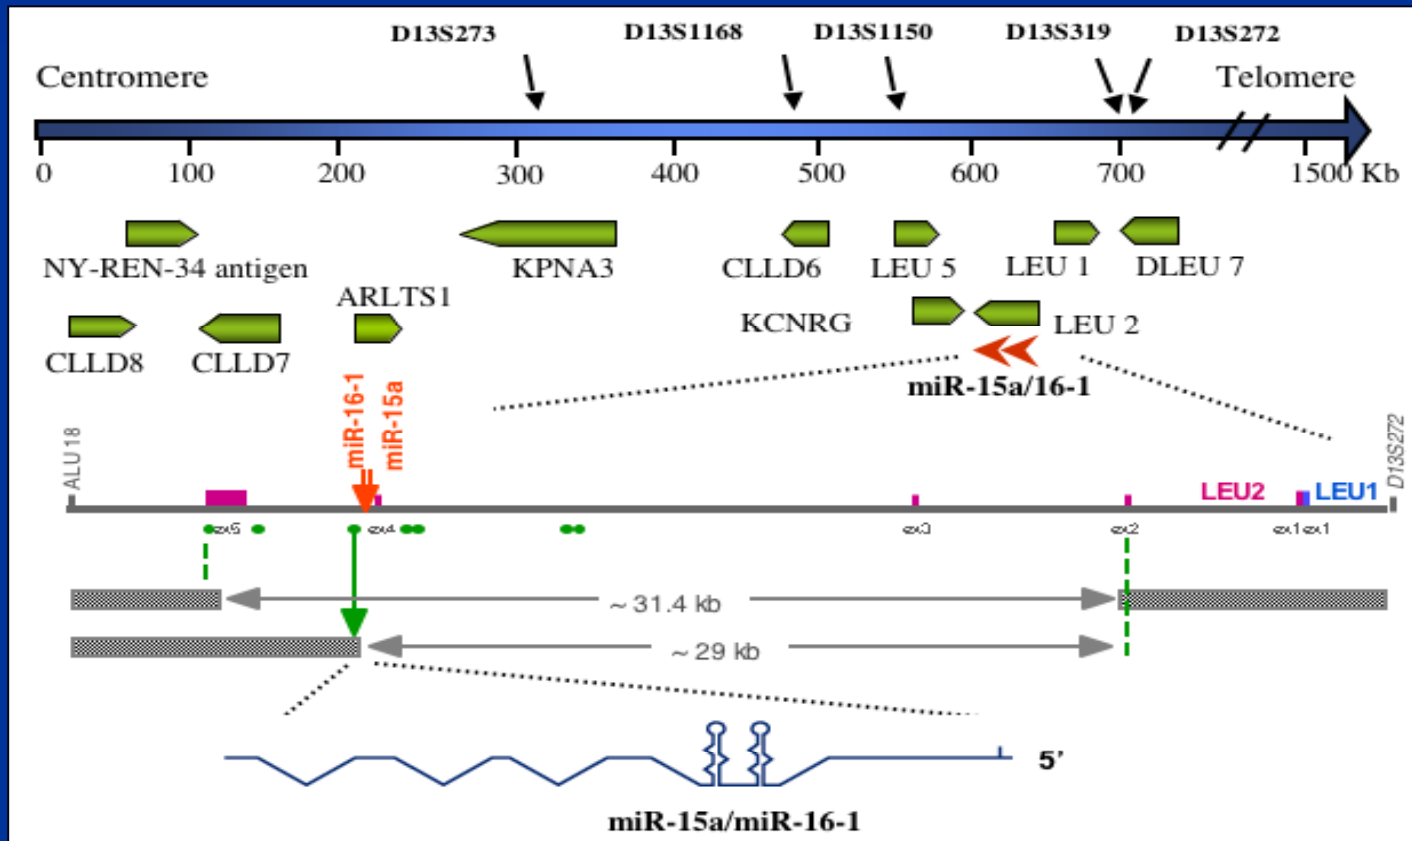 D13S273 D13S1168 D13S1150 D13S319 D13S272
Centromere Telomere
0 100 200 300 400 500 600 700 1500 Kb
NY-REN-34 antigen KPNA3 CLLD6 LEU 5 LEU 1 DLEU 7
ARLTS1
KCNRG LEU 2
CLLD8 CLLD7
miR-15a/16-1
miR-16-1
miR-15a
ALU 18
D13S272
LEU2 LEU1
ex5 ex4 ex3 ex2 ex1 ex1
~ 31.4 kb
~ 29 kb
5'
miR-15a/miR-16-1